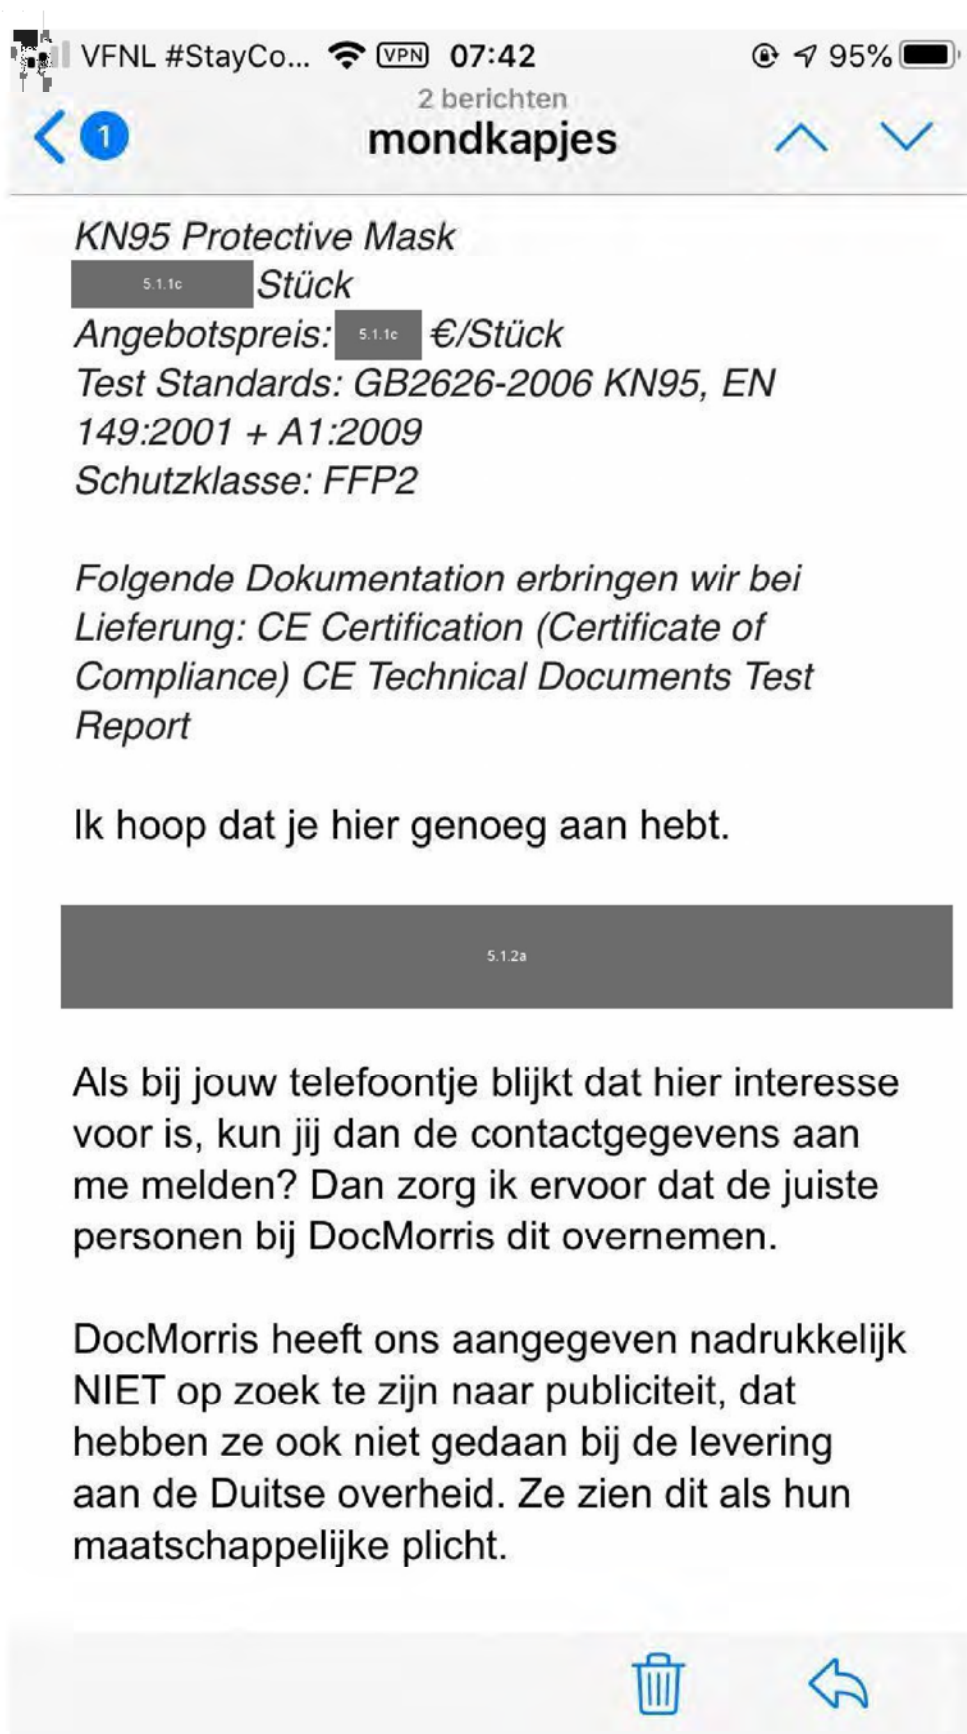 VFNL #StayCo... VPN 07:42 95%
2 berichten
1 mondkapjes
KN95 Protective Mask
5.1.1c Stück
Angebotspreis: 5.1.1c €/Stück
Test Standards: GB2626-2006 KN95, EN
149:2001 + A1:2009
Schutzklasse: FFP2
Folgende Dokumentation erbringen wir bei
Lieferung: CE Certification (Certificate of
Compliance) CE Technical Documents Test
Report
Ik hoop dat je hier genoeg aan hebt.
5.1.2a
Als bij jouw telefoontje blijkt dat hier interesse
voor is, kun jij dan de contactgegevens aan
me melden? Dan zorg ik ervoor dat de juiste
personen bij DocMorris dit overnemen.
DocMorris heeft ons aangegeven nadrukkelijk
NIET op zoek te zijn naar publiciteit, dat
hebben ze ook niet gedaan bij de levering
aan de Duitse overheid. Ze zien dit als hun
maatschappelijke plicht.